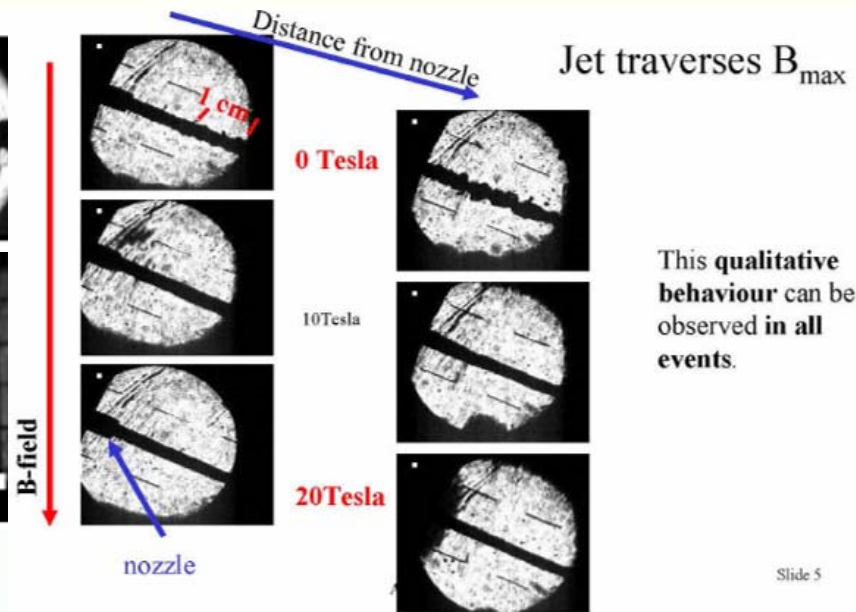 Distance from nozzle
Jet traverses Bmax
1 cm
0 Tesla
10Tesla
20Tesla
B-field
nozzle
This qualitative
behaviour can be
observed in all
events.
Slide 5